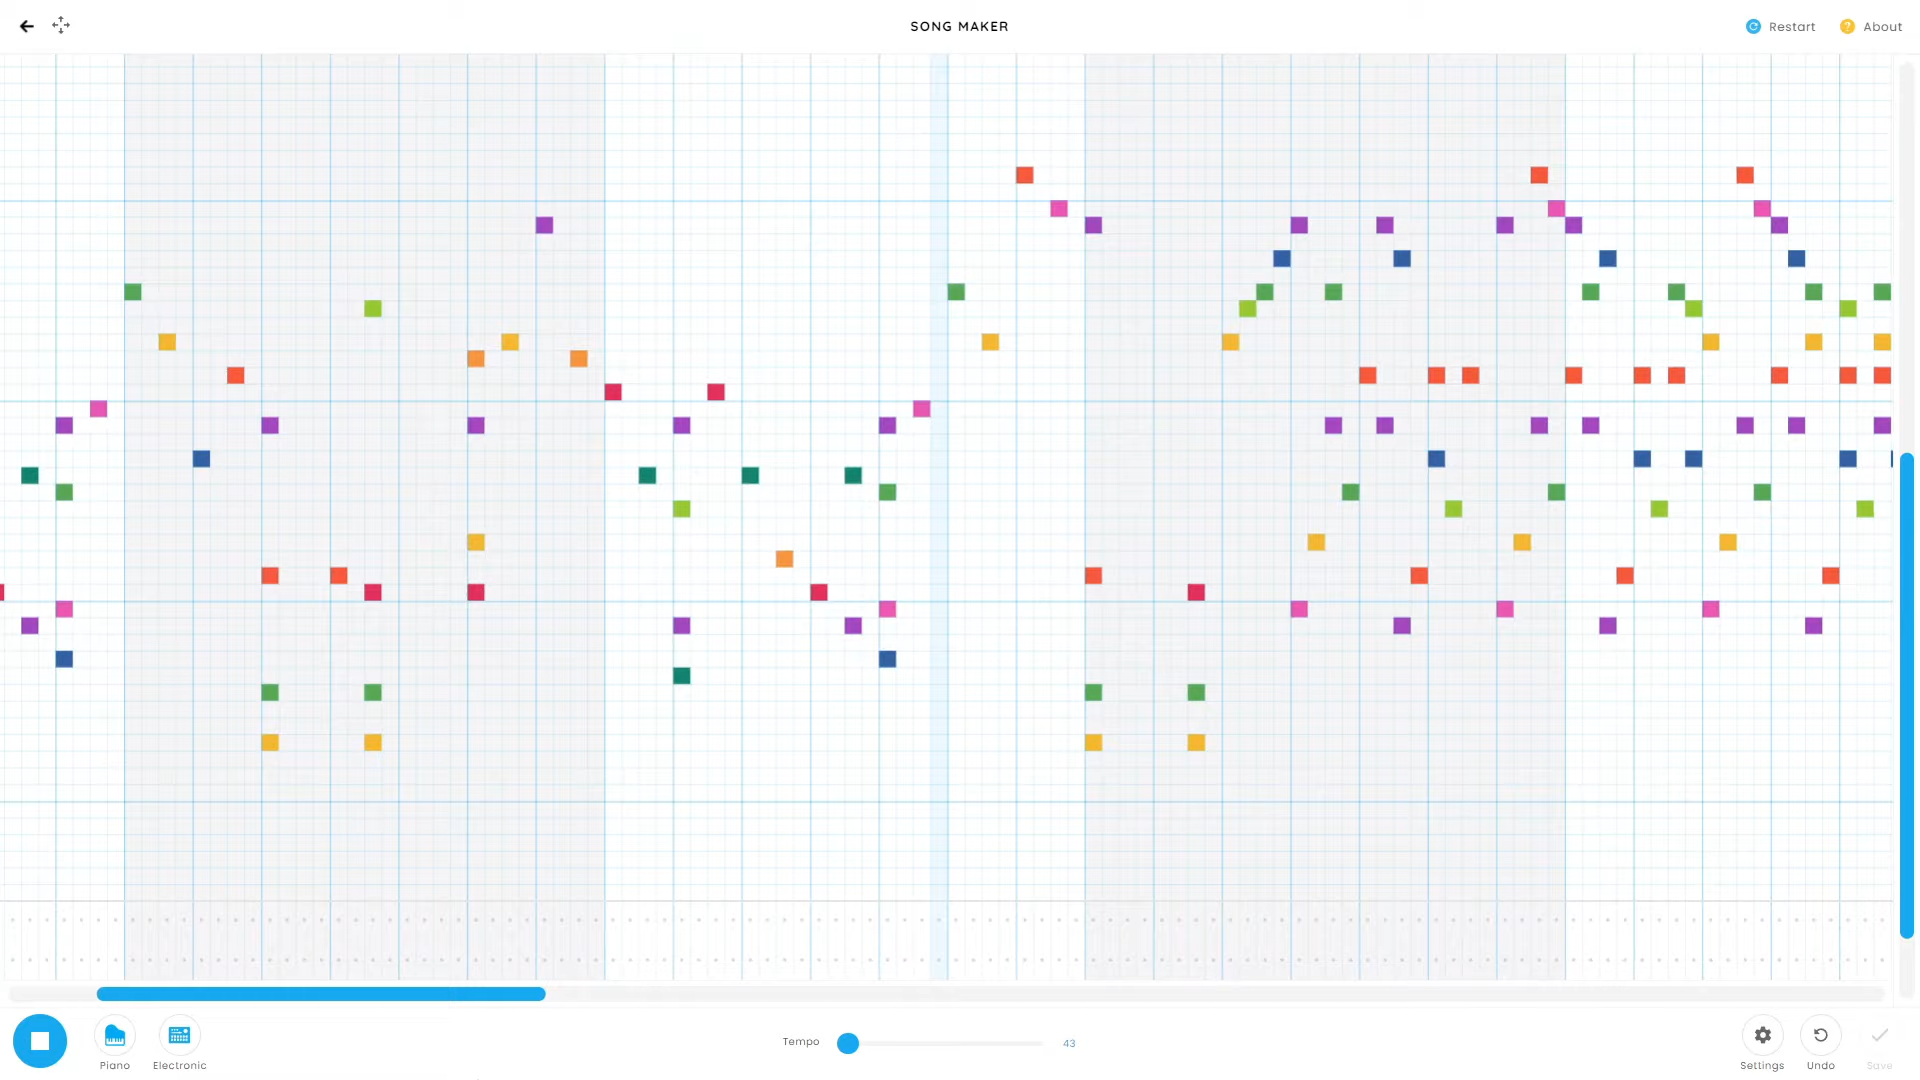 SONG MAKER
Restart
About
Piano
Electronic
Tempo
43
Settings
Undo
Save